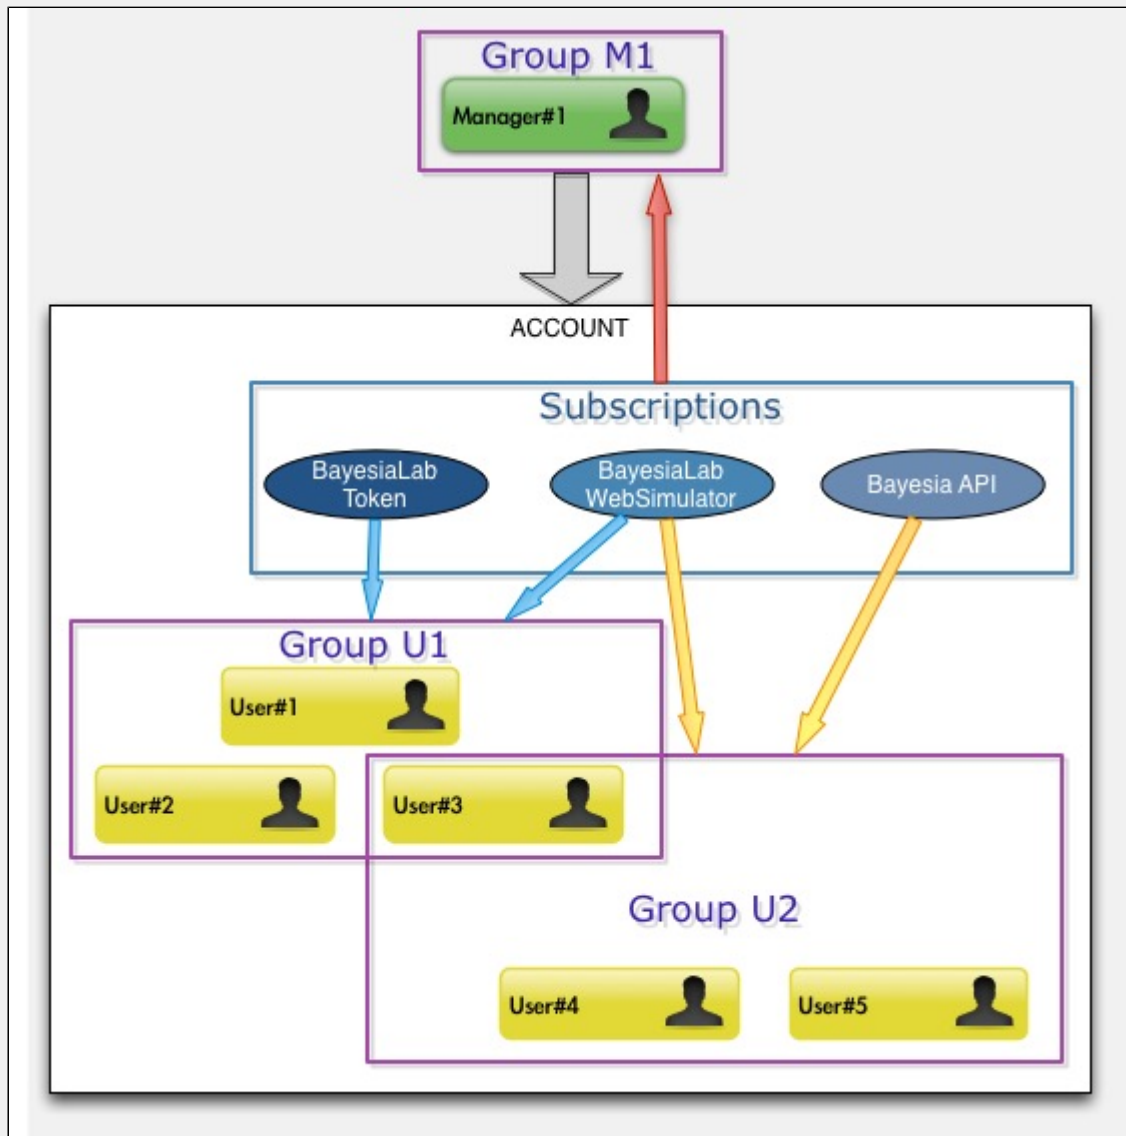 Group M1
Manager#1
ACCOUNT
Subscriptions
BayesiaLab
Token
BayesiaLab
WebSimulator
Bayesia API
Group U1
User#1
User#2
User#3
Group U2
User#4
User#5